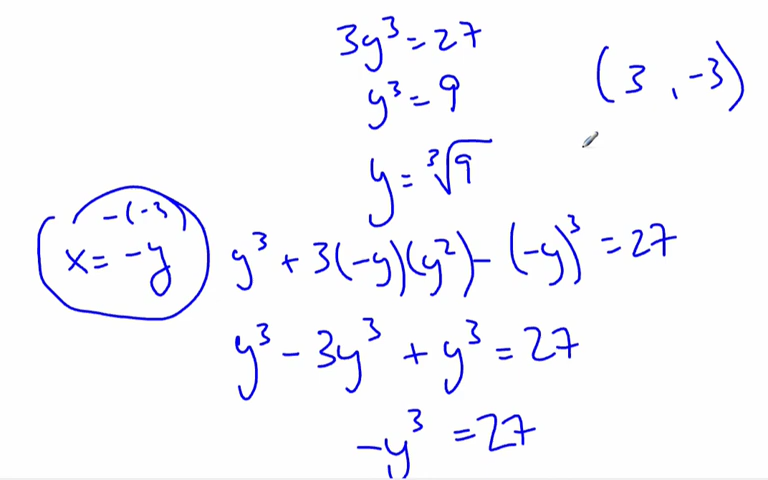 3y³ = 27
(3, -3)
y³ = 9
y = ∛9
-(-3)
x = -y
y³ + 3(-y)(y²) - (-y)³ = 27
y³ - 3y³ + y³ = 27
-y³ = 27